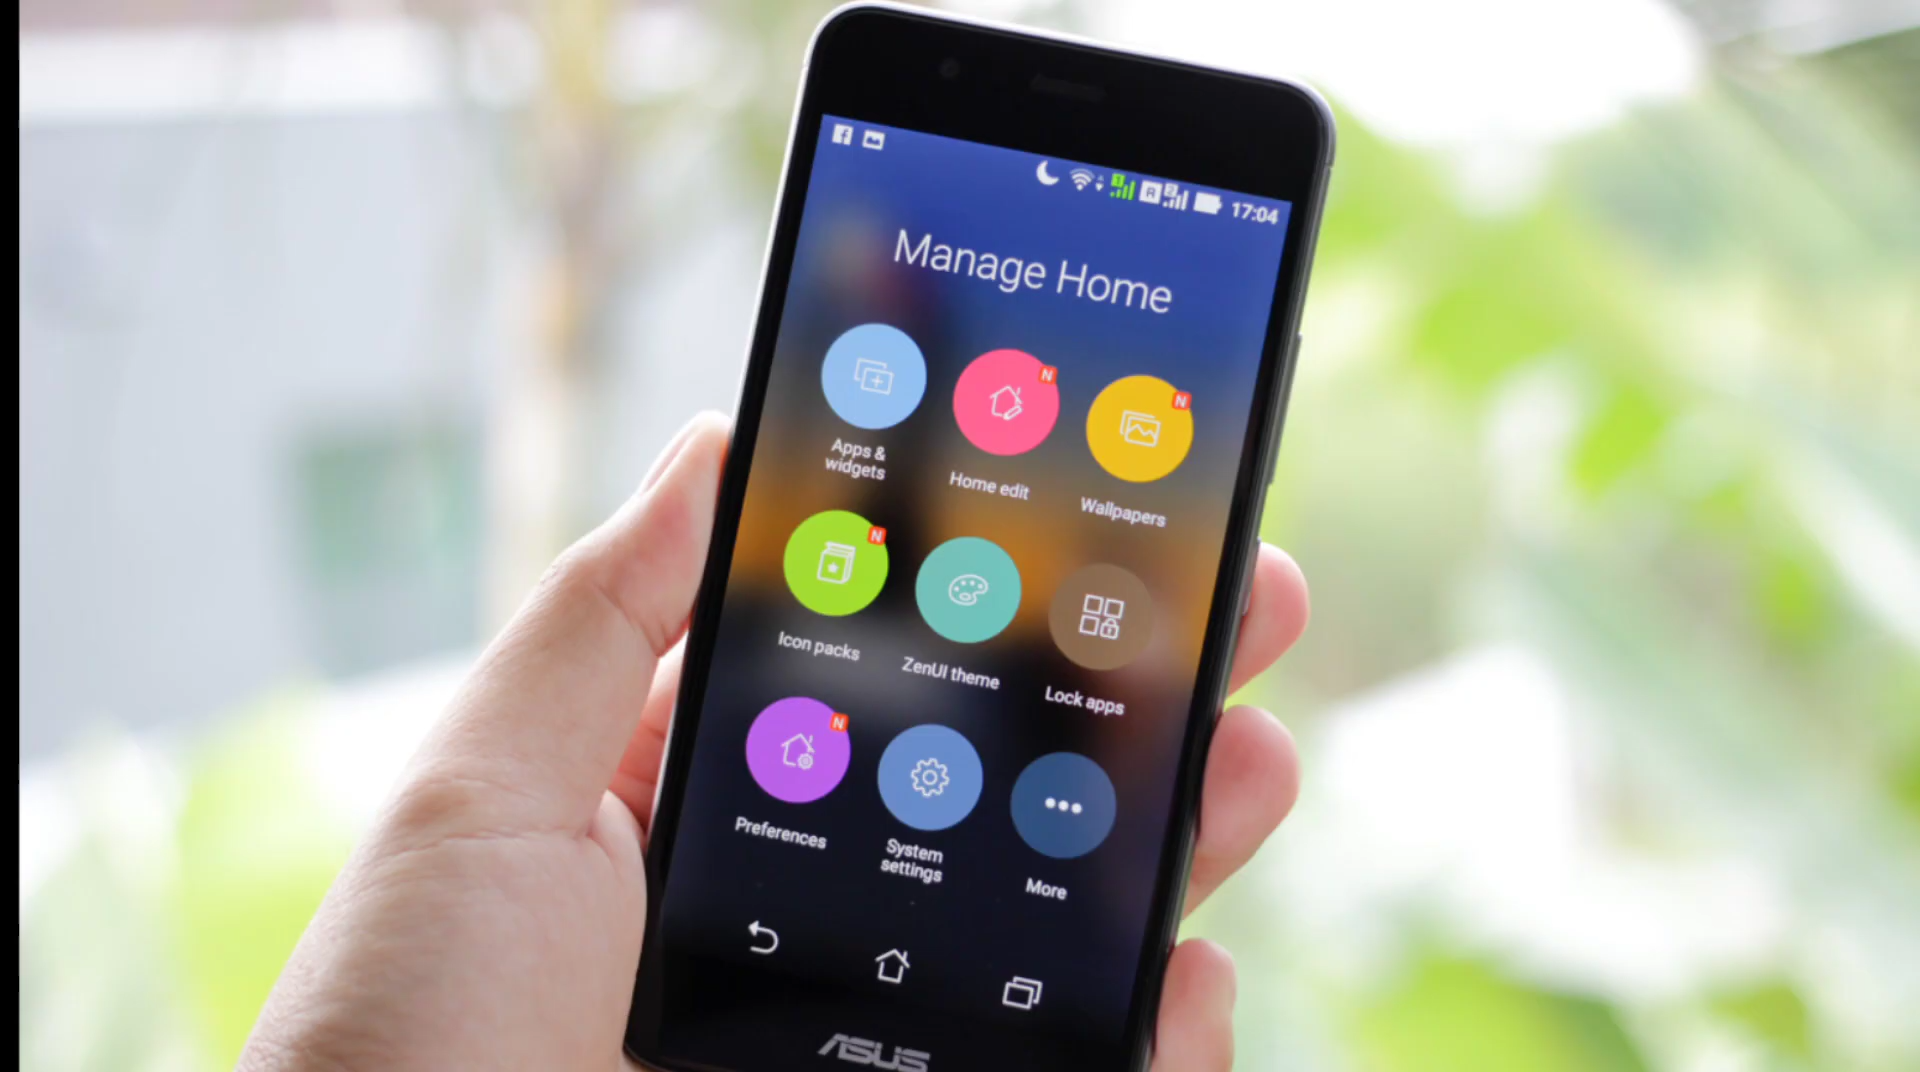 17:04
Manage Home
Apps &
widgets
N
Home edit
N
Wallpapers
N
Icon packs
ZenUI theme
Lock apps
N
Preferences
System
settings
More
ASUS